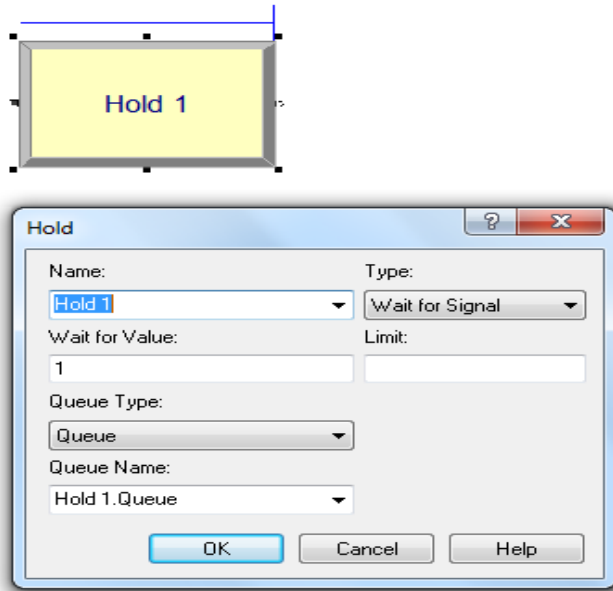 Hold 1
Hold
Name: Type:
Hold 1 Wait for Signal
Wait for Value: Limit:
1
Queue Type:
Queue
Queue Name:
Hold 1.Queue
OK Cancel Help